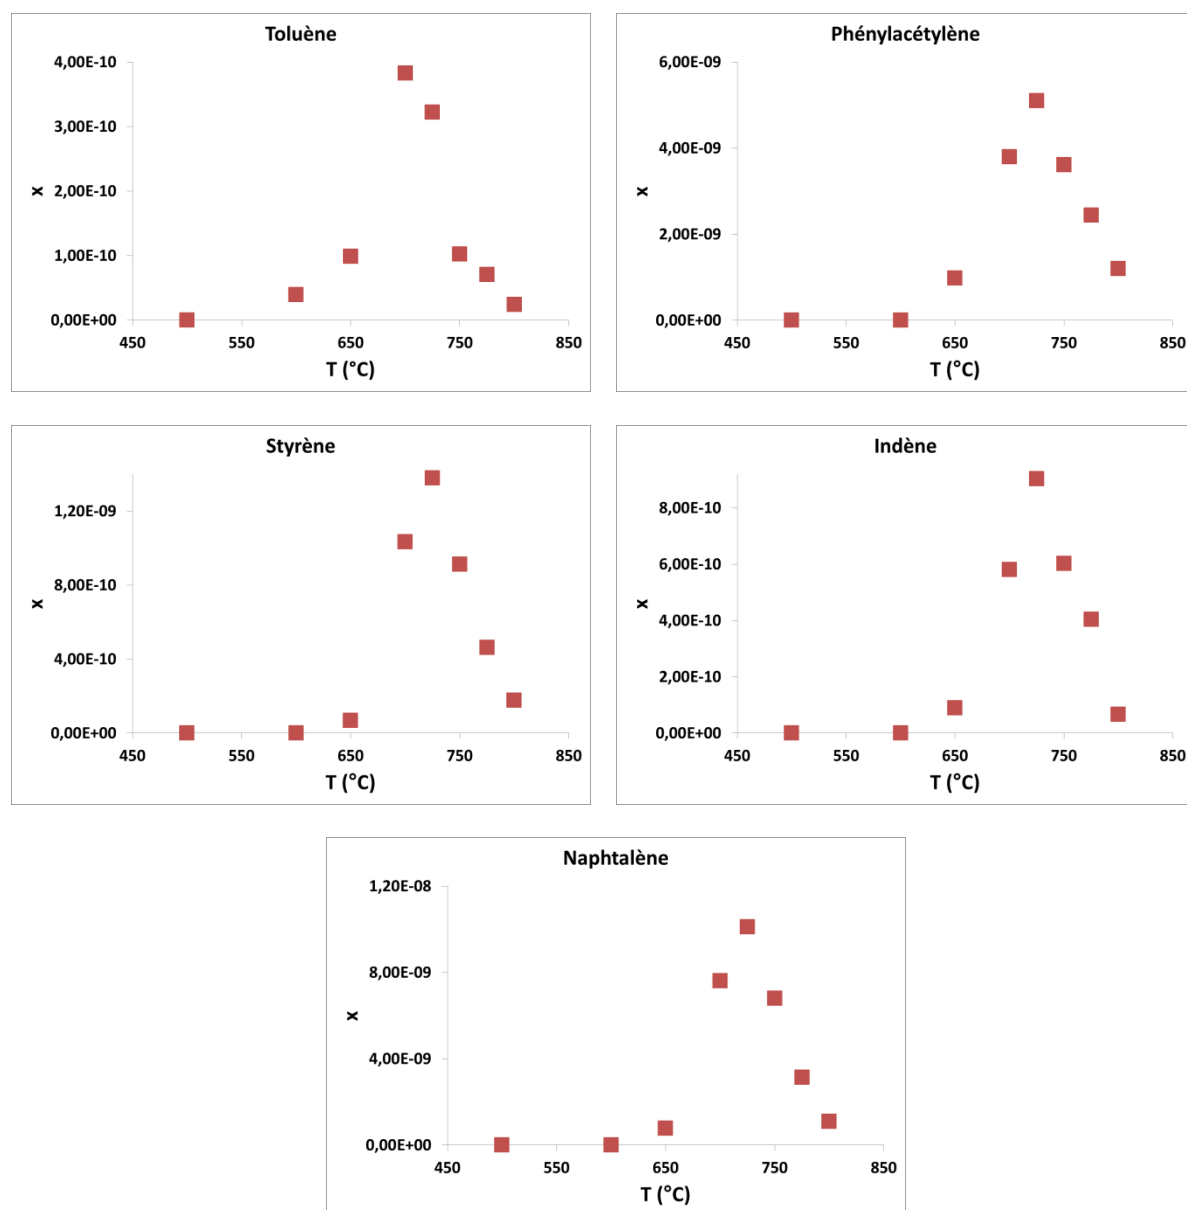 Toluène
4,00E-10
3,00E-10
2,00E-10
1,00E-10
0,00E+00
x
450 550 650 750 850
T (°C)
Phénylacétylène
6,00E-09
4,00E-09
2,00E-09
0,00E+00
x
450 550 650 750 850
T (°C)
Styrène
1,20E-09
8,00E-10
4,00E-10
0,00E+00
x
450 550 650 750 850
T (°C)
Indène
8,00E-10
6,00E-10
4,00E-10
2,00E-10
0,00E+00
x
450 550 650 750 850
T (°C)
Naphtalène
1,20E-08
8,00E-09
4,00E-09
0,00E+00
x
450 550 650 750 850
T (°C)